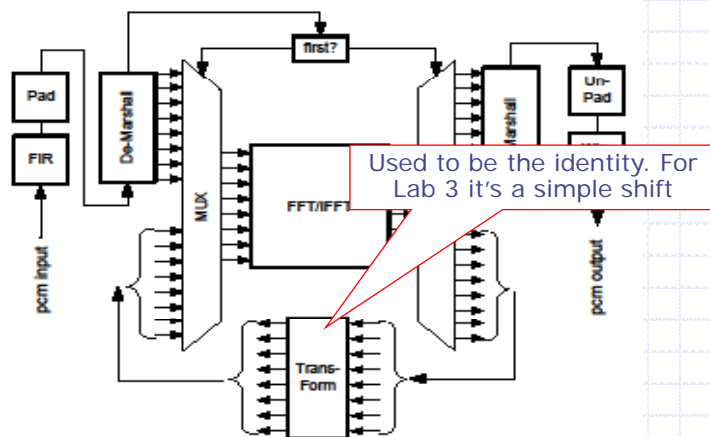 first?
Pad
FIR
De-Marshall
MUX
FFT/IFFT
Marshall
Un-
Pad
Used to be the identity. For
Lab 3 it's a simple shift
pcm input
pcm output
Trans-
Form